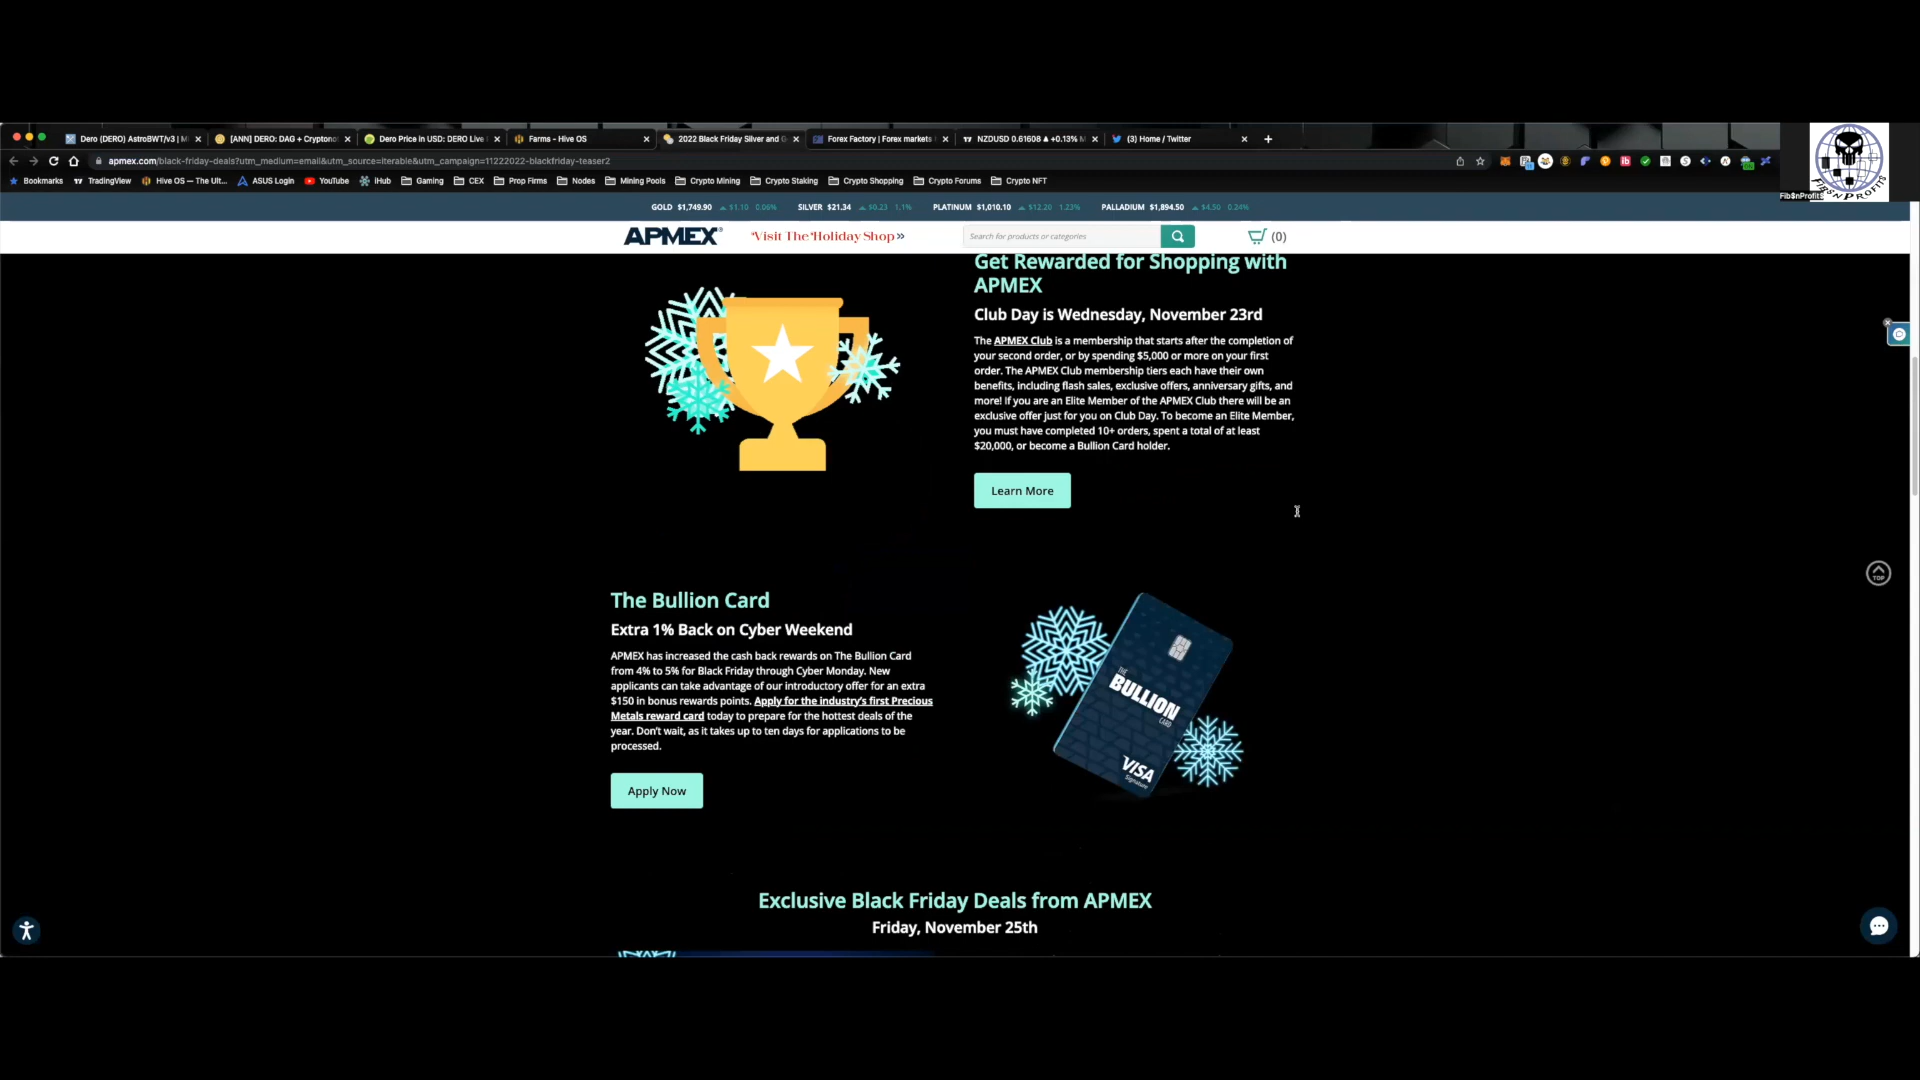 Dero (DERO) AstroBWT/v3 | M
[ANN] DERO: DAG + Cryptono
Dero Price in USD: DERO Live
Farms - Hive OS
2022 Black Friday Silver and G
Forex Factory | Forex markets
NZDUSD 0.61608 ▲ +0.13%
(3) Home / Twitter
apmex.com/black-friday-deals?utm_medium=email&utm_source=iterable&utm_campaign=11222022-blackfriday-teaser2
Bookmarks TradingView Hive OS — The Ult... ASUS Login YouTube IHub Gaming CEX Prop Firms Nodes Mining Pools Crypto Mining Crypto Staking Crypto Shopping Crypto Forums Crypto NFT
FIBS'N PROFITS
Fib$nProfit$
GOLD $1,749.90 ▲ $1.10 0.06% SILVER $21.34 ▲ $0.23 1.1% PLATINUM $1,010.10 ▲ $12.20 1.23% PALLADIUM $1,894.50 ▲ $4.50 0.24%
APMEX® Visit The Holiday Shop >> Search for products or categories (0)
Get Rewarded for Shopping with
APMEX
Club Day is Wednesday, November 23rd
The APMEX Club is a membership that starts after the completion of
your second order, or by spending $5,000 or more on your first
order. The APMEX Club membership tiers each have their own
benefits, including flash sales, exclusive offers, anniversary gifts, and
more! If you are an Elite Member of the APMEX Club there will be an
exclusive offer just for you on Club Day. To become an Elite Member,
you must have completed 10+ orders, spent a total of at least
$20,000, or become a Bullion Card holder.
Learn More
TOP
The Bullion Card
Extra 1% Back on Cyber Weekend
APMEX has increased the cash back rewards on The Bullion Card
from 4% to 5% for Black Friday through Cyber Monday. New
applicants can take advantage of our introductory offer for an extra
$150 in bonus rewards points. Apply for the industry's first Precious
Metals reward card today to prepare for the hottest deals of the
year. Don't wait, as it takes up to ten days for applications to be
processed.
Apply Now
THE
BULLION
CARD
VISA
Signature
Exclusive Black Friday Deals from APMEX
Friday, November 25th